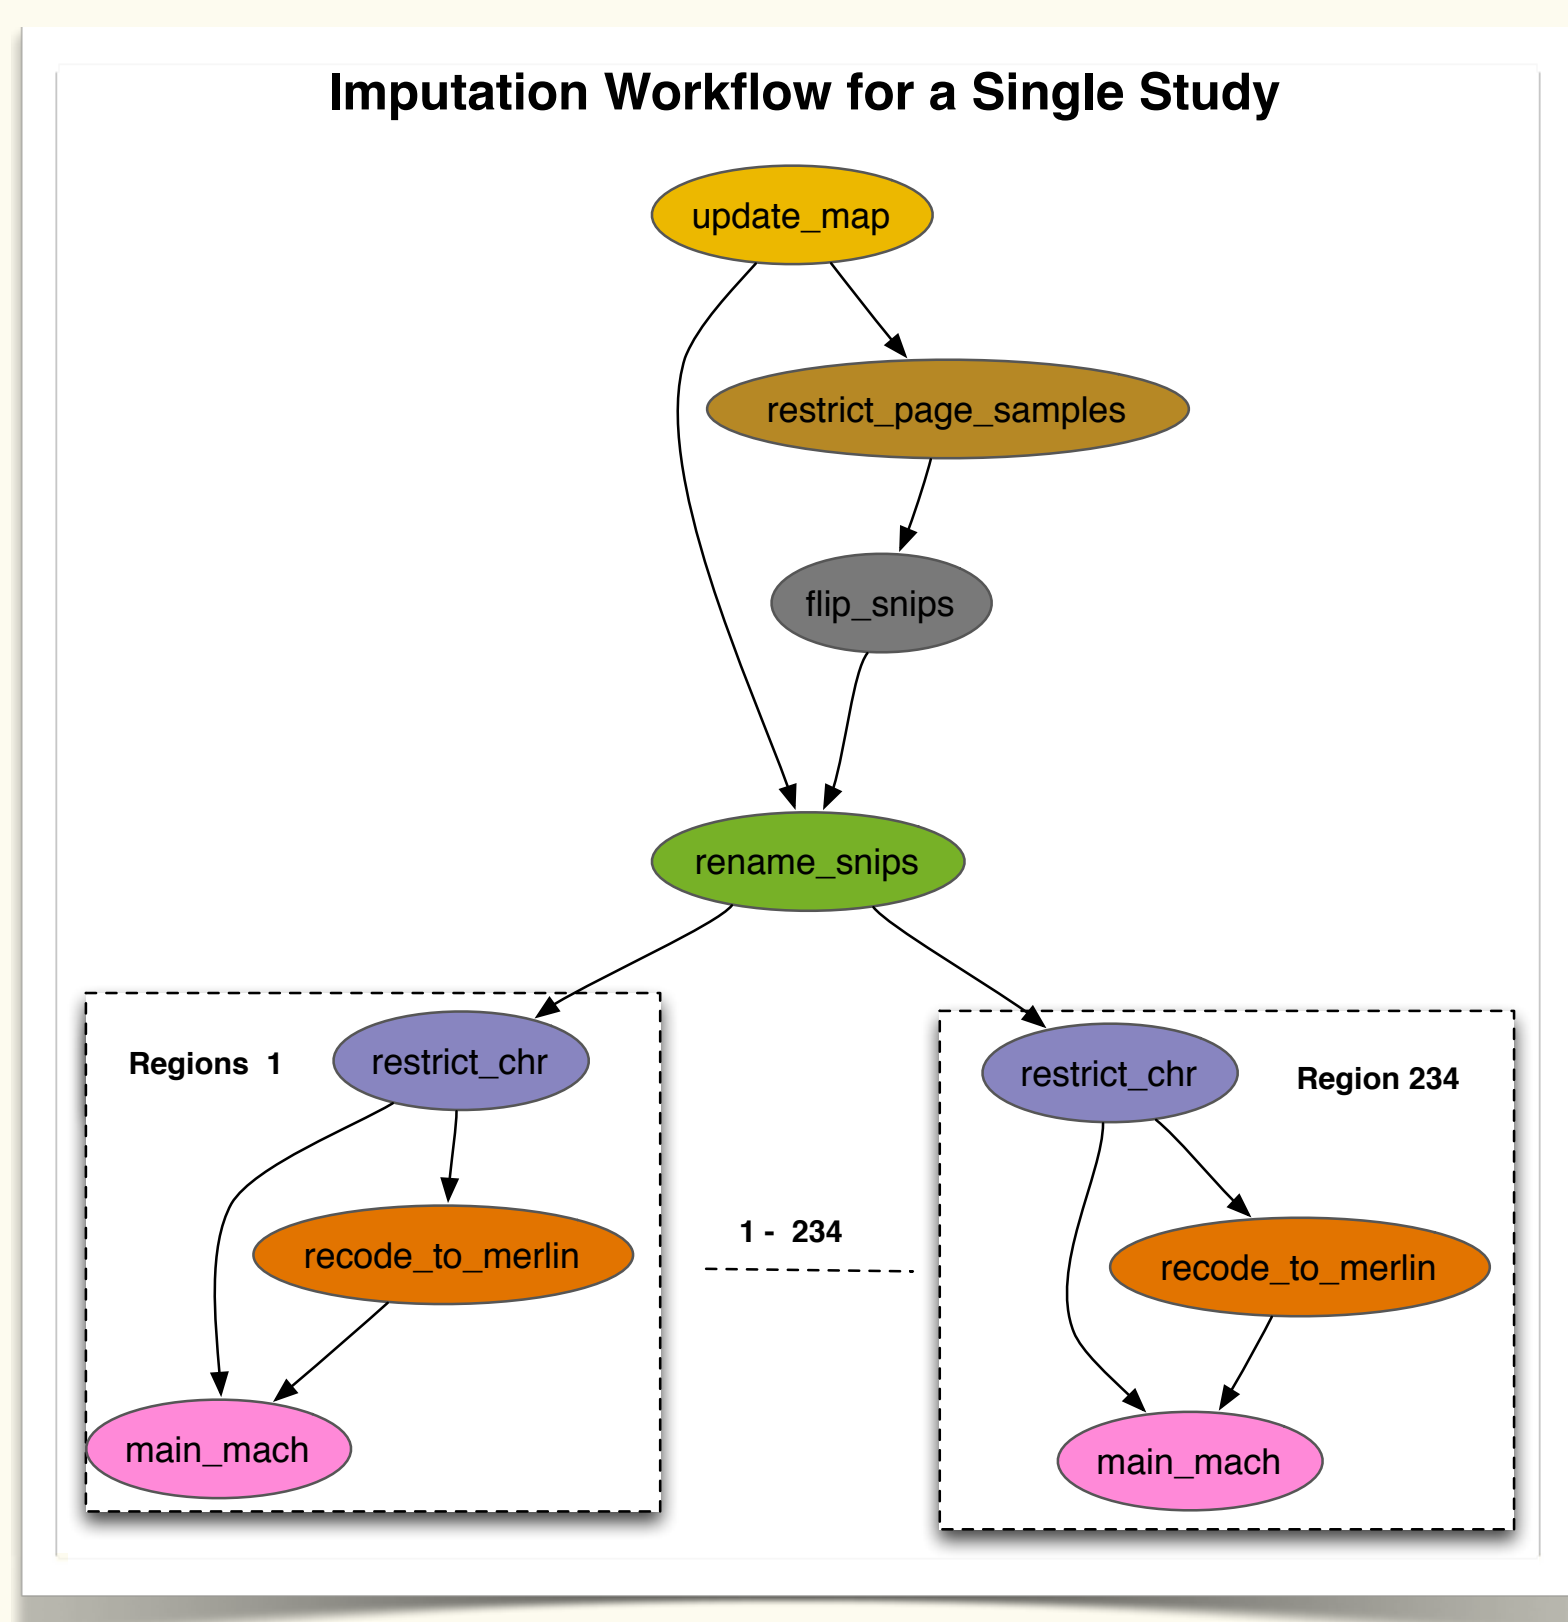 Imputation Workflow for a Single Study
update_map
restrict_page_samples
flip_snips
rename_snips
Regions 1
restrict_chr
recode_to_merlin
main_mach
1 - 234
restrict_chr
Region 234
recode_to_merlin
main_mach